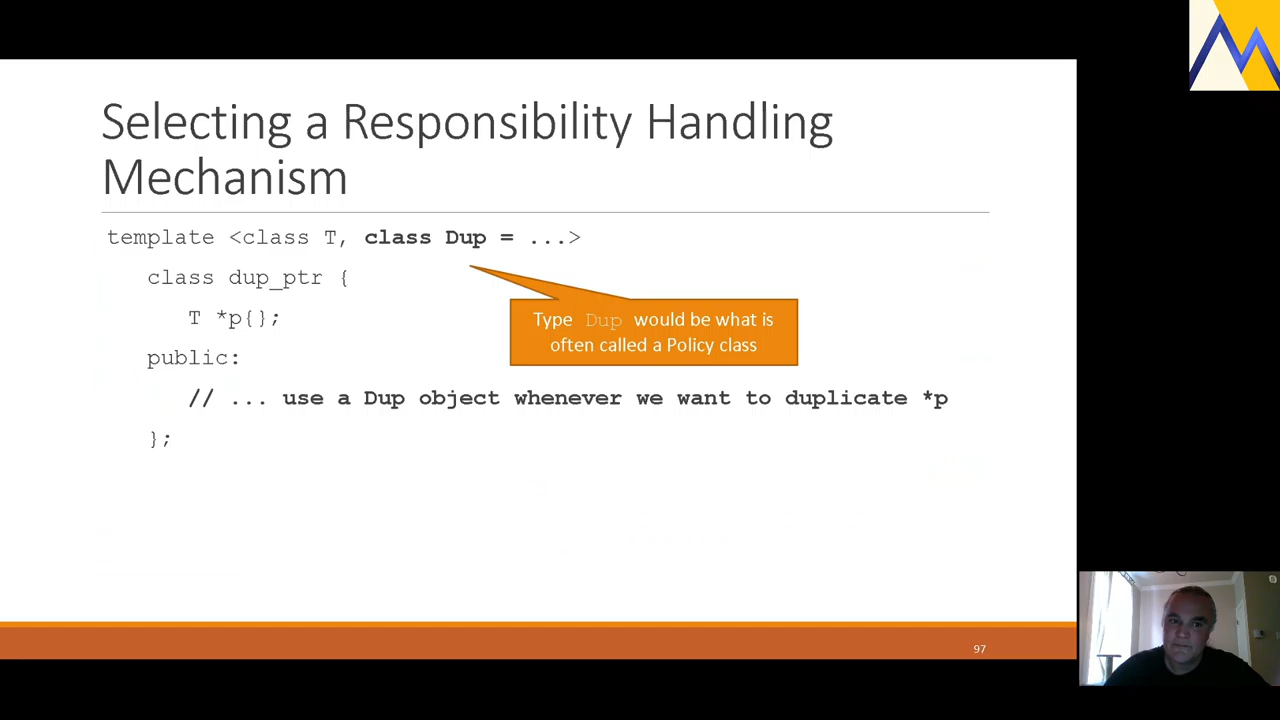 Selecting a Responsibility Handling
Mechanism
template <class T, class Dup = ...>
class dup_ptr {
T *p{};
Type Dup would be what is
often called a Policy class
public:
// ... use a Dup object whenever we want to duplicate *p
};
97